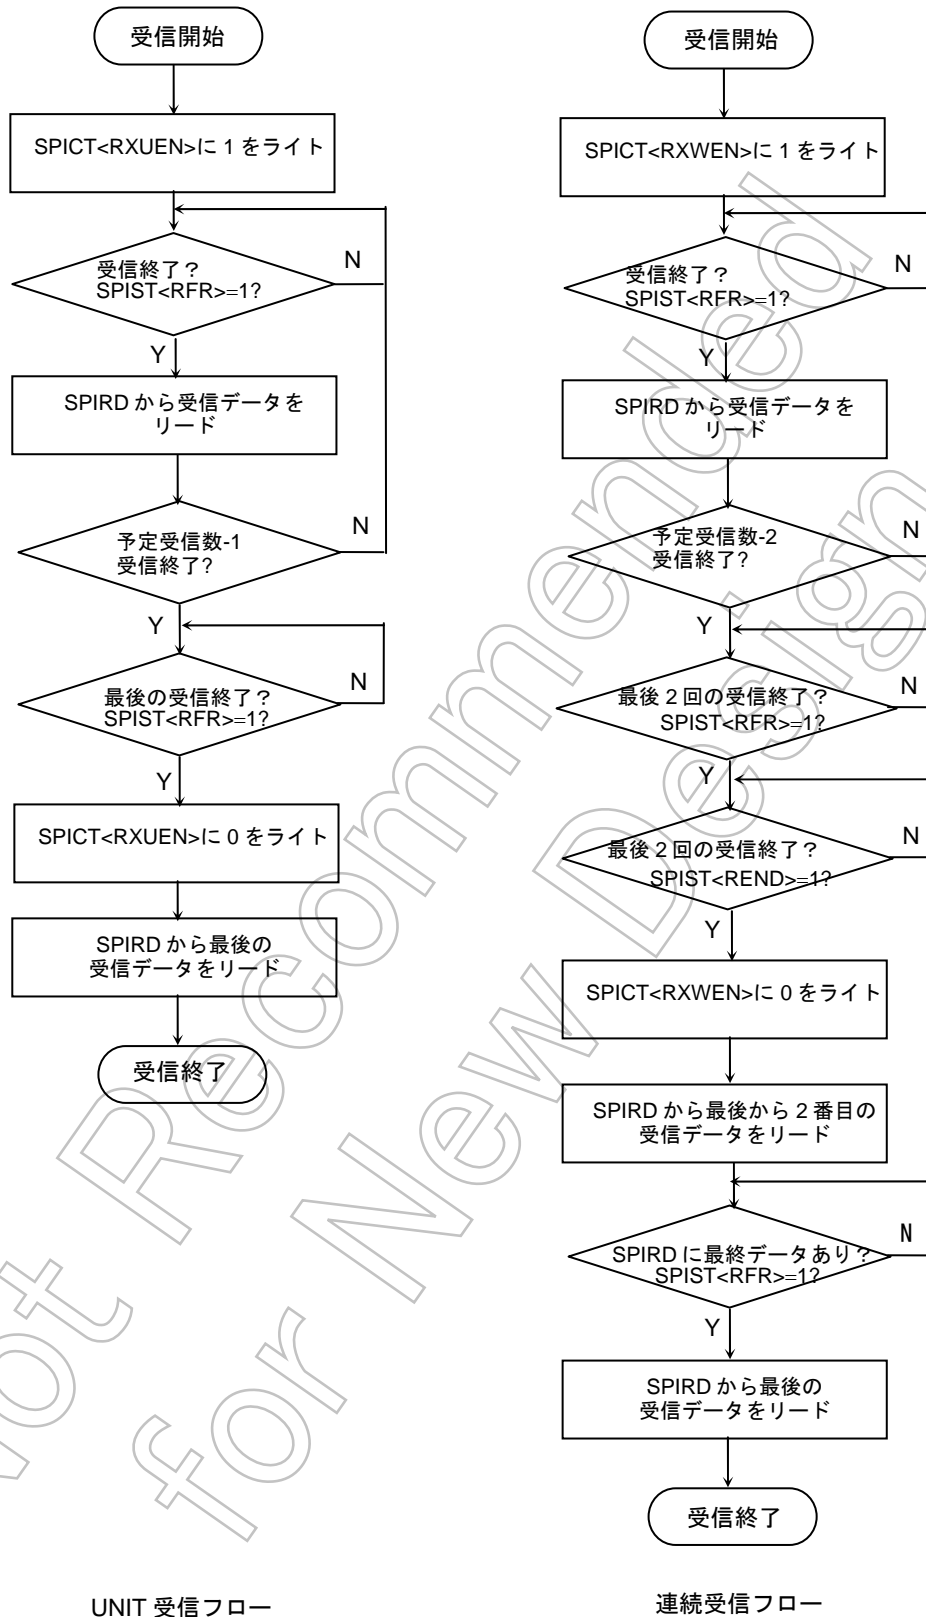 受信開始
SPICT<RXUEN>に 1 をライト
受信終了？
SPIST<RFR>=1?
N
Y
SPIRD から受信データを
リード
予定受信数-1
受信終了?
N
Y
最後の受信終了？
SPIST<RFR>=1?
N
Y
SPICT<RXUEN>に 0 をライト
SPIRD から最後の
受信データをリード
受信終了
UNIT 受信フロー
受信開始
SPICT<RXWEN>に 1 をライト
受信終了？
SPIST<RFR>=1?
N
Y
SPIRD から受信データを
リード
予定受信数-2
受信終了?
N
Y
最後 2 回の受信終了？
SPIST<RFR>=1?
N
Y
最後 2 回の受信終了？
SPIST<REND>=1?
N
Y
SPICT<RXWEN>に 0 をライト
SPIRD から最後から 2 番目の
受信データをリード
SPIRD に最終データあり？
SPIST<RFR>=1?
N
Y
SPIRD から最後の
受信データをリード
受信終了
連続受信フロー
Not Recommended
for New Design